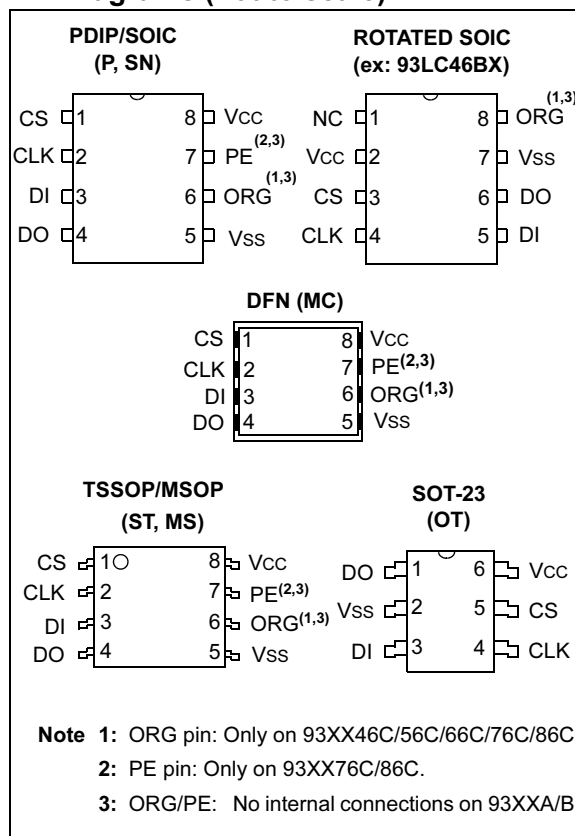 PDIP/SOIC
(P, SN)
CS 1 8 VCC
CLK 2 7 PE(2,3)
DI 3 6 ORG(1,3)
DO 4 5 VSS
ROTATED SOIC
(ex: 93LC46BX)
NC 1 8 ORG(1,3)
VCC 2 7 VSS
CS 3 6 DO
CLK 4 5 DI
DFN (MC)
CS 1 8 VCC
CLK 2 7 PE(2,3)
DI 3 6 ORG(1,3)
DO 4 5 VSS
TSSOP/MSOP
(ST, MS)
CS 1 8 VCC
CLK 2 7 PE(2,3)
DI 3 6 ORG(1,3)
DO 4 5 VSS
SOT-23
(OT)
DO 1 6 VCC
VSS 2 5 CS
DI 3 4 CLK
Note 1: ORG pin: Only on 93XX46C/56C/66C/76C/86C
2: PE pin: Only on 93XX76C/86C.
3: ORG/PE: No internal connections on 93XXA/B